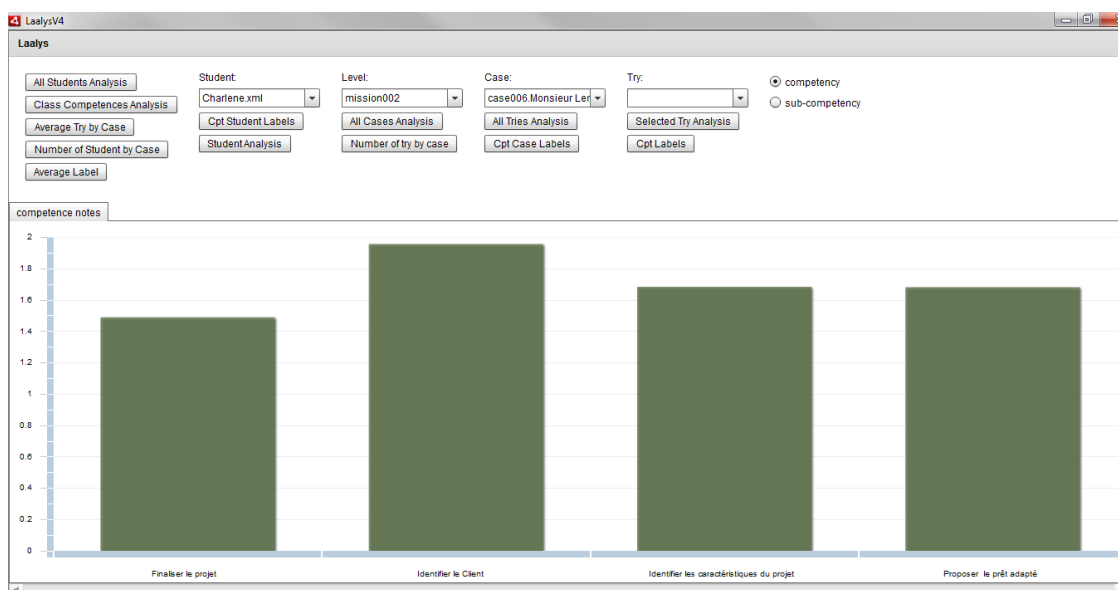 LaalysV4
Laalys
All Students Analysis
Class Competences Analysis
Average Try by Case
Number of Student by Case
Average Label
Student:
Charlene.xml
Cpt Student Labels
Student Analysis
Level:
mission002
All Cases Analysis
Number of try by case
Case:
case006.Monsieur Ler
All Tries Analysis
Cpt Case Labels
Try:
Selected Try Analysis
Cpt Labels
competency
sub-competency
competence notes
2
1.8
1.6
1.4
1.2
1
0.8
0.6
0.4
0.2
0
Finaliser le projet
Identifier le Client
Identifier les caractéristiques du projet
Proposer le prêt adapté